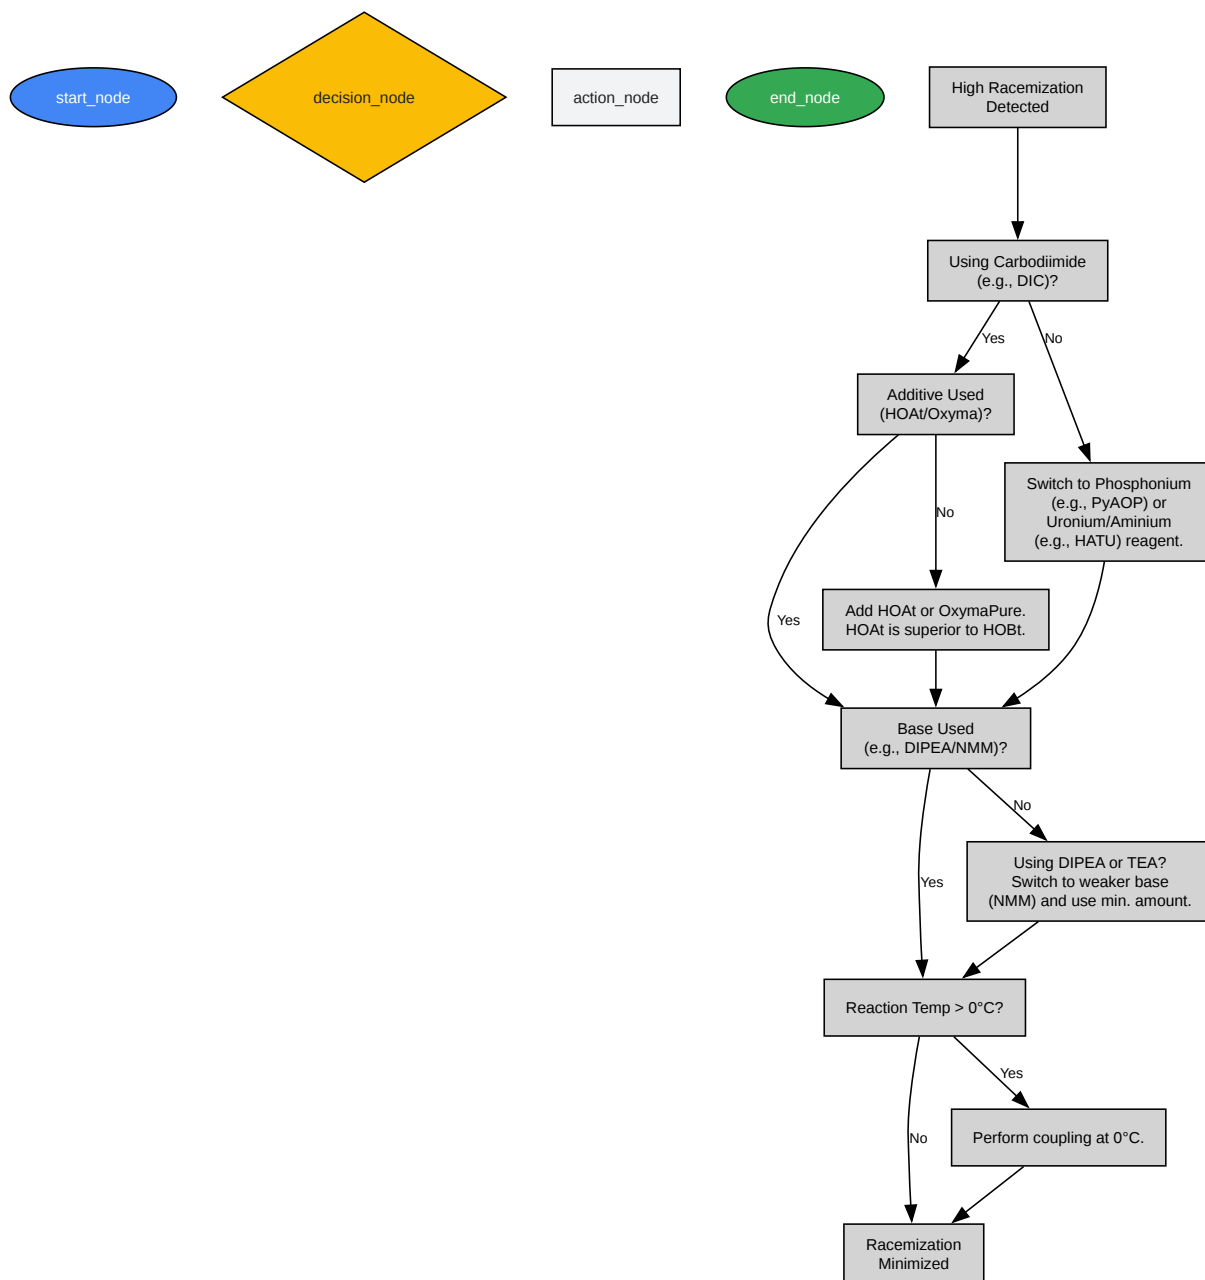 start_node
decision_node
action_node
end_node
High Racemization
Detected
Using Carbodiimide
(e.g., DIC)?
Yes
No
Additive Used
(HOAt/Oxyma)?
Switch to Phosphonium
(e.g., PyAOP) or
Uronium/Aminium
(e.g., HATU) reagent.
No
Yes
Add HOAt or OxymaPure.
HOAt is superior to HOBt.
Base Used
(e.g., DIPEA/NMM)?
No
Yes
Using DIPEA or TEA?
Switch to weaker base
(NMM) and use min. amount.
Reaction Temp > 0°C?
Yes
No
Perform coupling at 0°C.
Racemization
Minimized